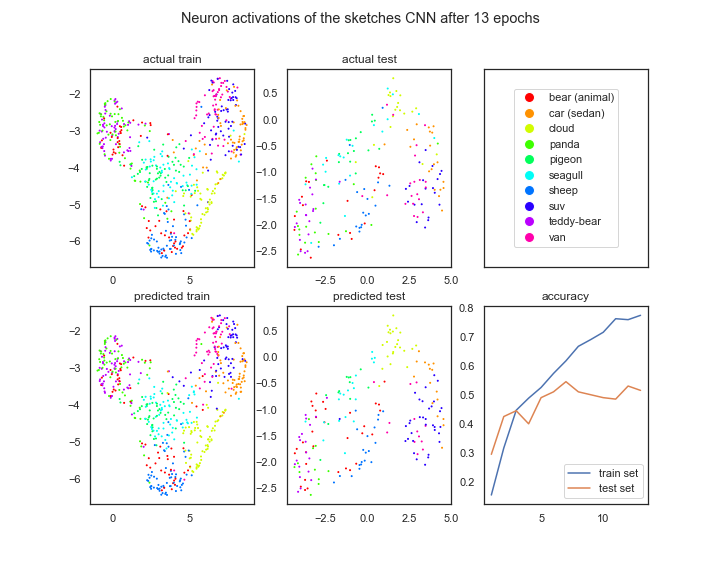 Neuron activations of the sketches CNN after 13 epochs
actual train
−2
−3
−4
−5
−6
0
5
actual test
0.5
0.0
−0.5
−1.0
−1.5
−2.0
−2.5
−2.5
0.0
2.5
5.0
bear (animal)
car (sedan)
cloud
panda
pigeon
seagull
sheep
suv
teddy-bear
van
predicted train
−2
−3
−4
−5
−6
0
5
predicted test
0.5
0.0
−0.5
−1.0
−1.5
−2.0
−2.5
−2.5
0.0
2.5
5.0
accuracy
0.8
0.7
0.6
0.5
0.4
0.3
0.2
5
10
train set
test set